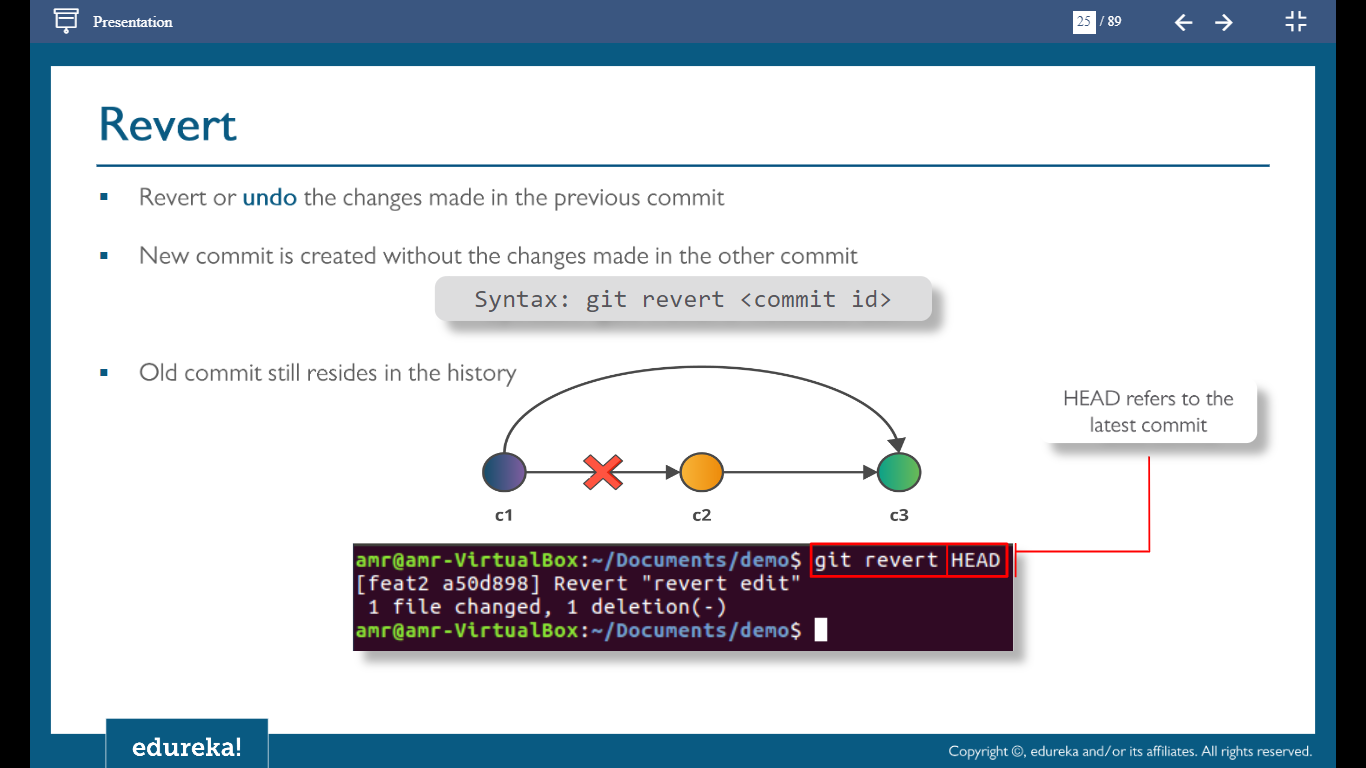 Presentation
25 / 89
Revert
Revert or undo the changes made in the previous commit
New commit is created without the changes made in the other commit
Syntax: git revert <commit id>
Old commit still resides in the history
HEAD refers to the
latest commit
c1
c2
c3
amr@amr-VirtualBox:~/Documents/demo$ git revert HEAD
[feat2 a50d898] Revert "revert edit"
1 file changed, 1 deletion(-)
amr@amr-VirtualBox:~/Documents/demo$
edureka!
Copyright ©, edureka and/or its affiliates. All rights reserved.